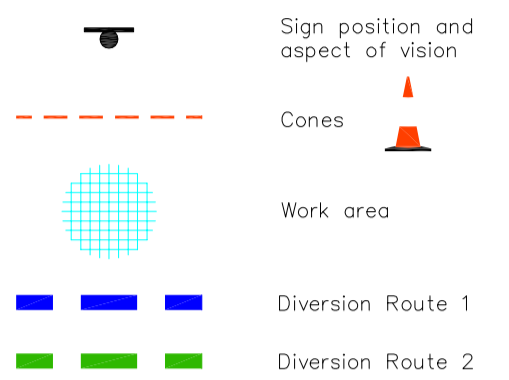 Sign position and
aspect of vision
Cones
Work area
Diversion Route 1
Diversion Route 2